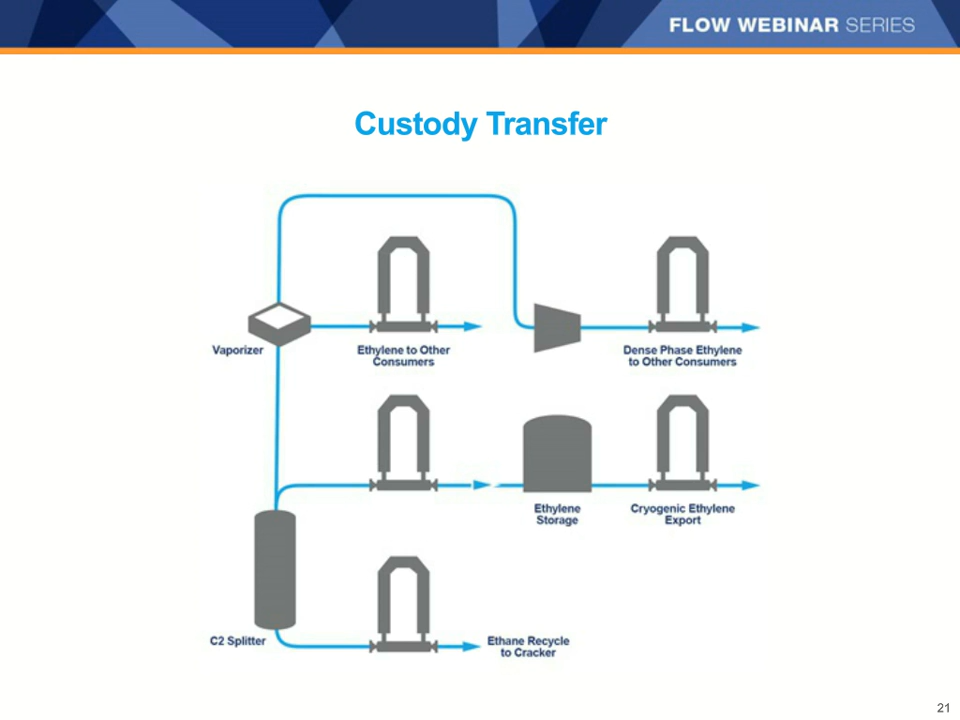 FLOW WEBINAR SERIES
Custody Transfer
Vaporizer
Ethylene to Other
Consumers
Dense Phase Ethylene
to Other Consumers
Ethylene
Storage
Cryogenic Ethylene
Export
C2 Splitter
Ethane Recycle
to Cracker
21